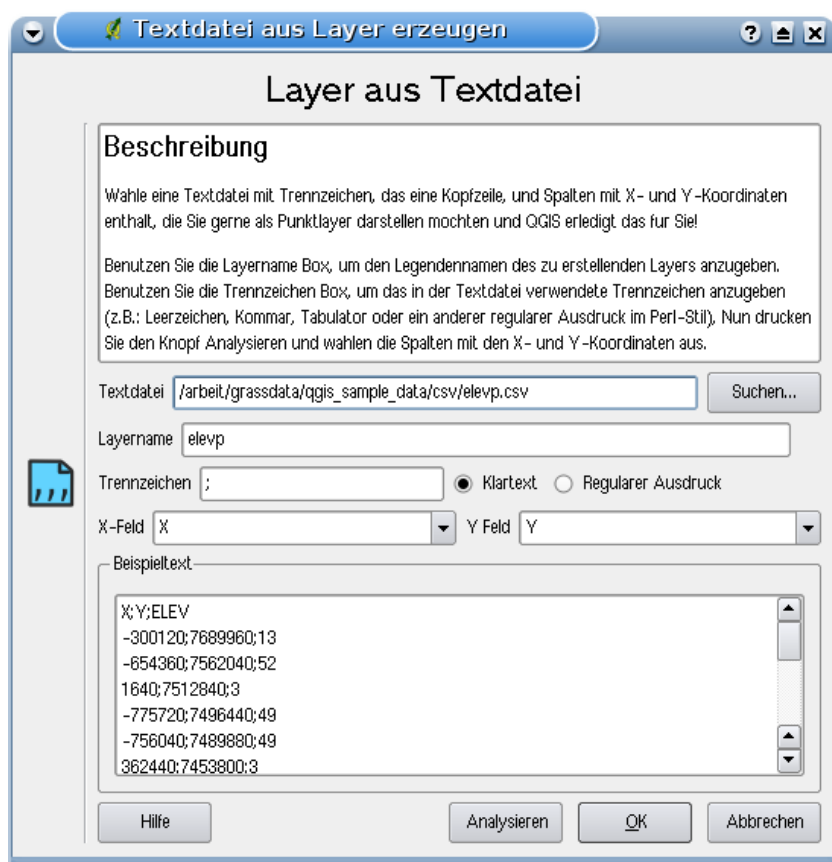 Textdatei aus Layer erzeugen
Layer aus Textdatei
Beschreibung
Wahle eine Textdatei mit Trennzeichen, das eine Kopfzeile, und Spalten mit X- und Y-Koordinaten
enthalt, die Sie gerne als Punktlayer darstellen mochten und QGIS erledigt das fur Sie!
Benutzen Sie die Layername Box, um den Legendennamen des zu erstellenden Layers anzugeben.
Benutzen Sie die Trennzeichen Box, um das in der Textdatei verwendete Trennzeichen anzugeben
(z.B.: Leerzeichen, Kommar, Tabulator oder ein anderer regularer Ausdruck im Perl-Stil), Nun drucken
Sie den Knopf Analysieren und wahlen die Spalten mit den X- und Y-Koordinaten aus.
Textdatei /arbeit/grassdata/qgis_sample_data/csv/elevp.csv Suchen...
Layername elevp
Trennzeichen ; Klartext Regularer Ausdruck
X-Feld X Y Feld Y
Beispieltext
X;Y;ELEV
-300120;7689960;13
-654360;7562040;52
1640;7512840;3
-775720;7496440;49
-756040;7489880;49
362440;7453800;3
Hilfe Analysieren OK Abbrechen